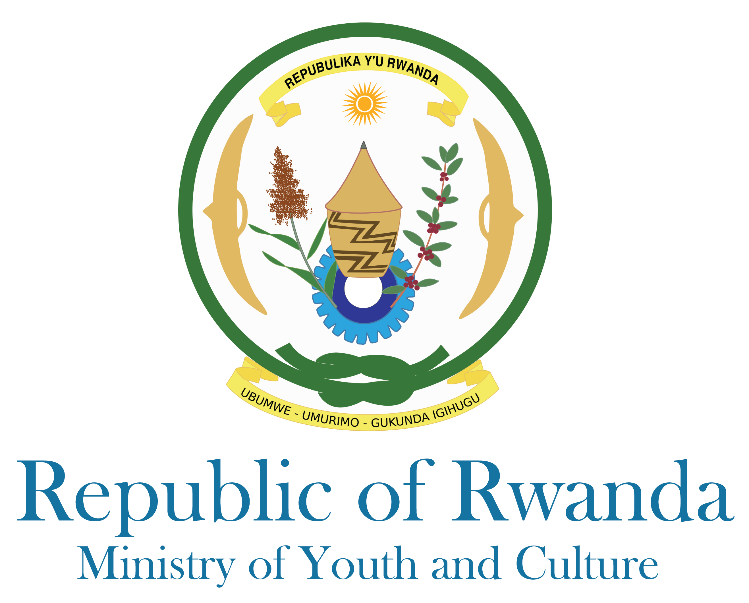 REPUBULIKA Y'U RWANDA
UBUMWE - UMURIMO - GUKUNDA IGIHUGU
Republic of Rwanda
Ministry of Youth and Culture